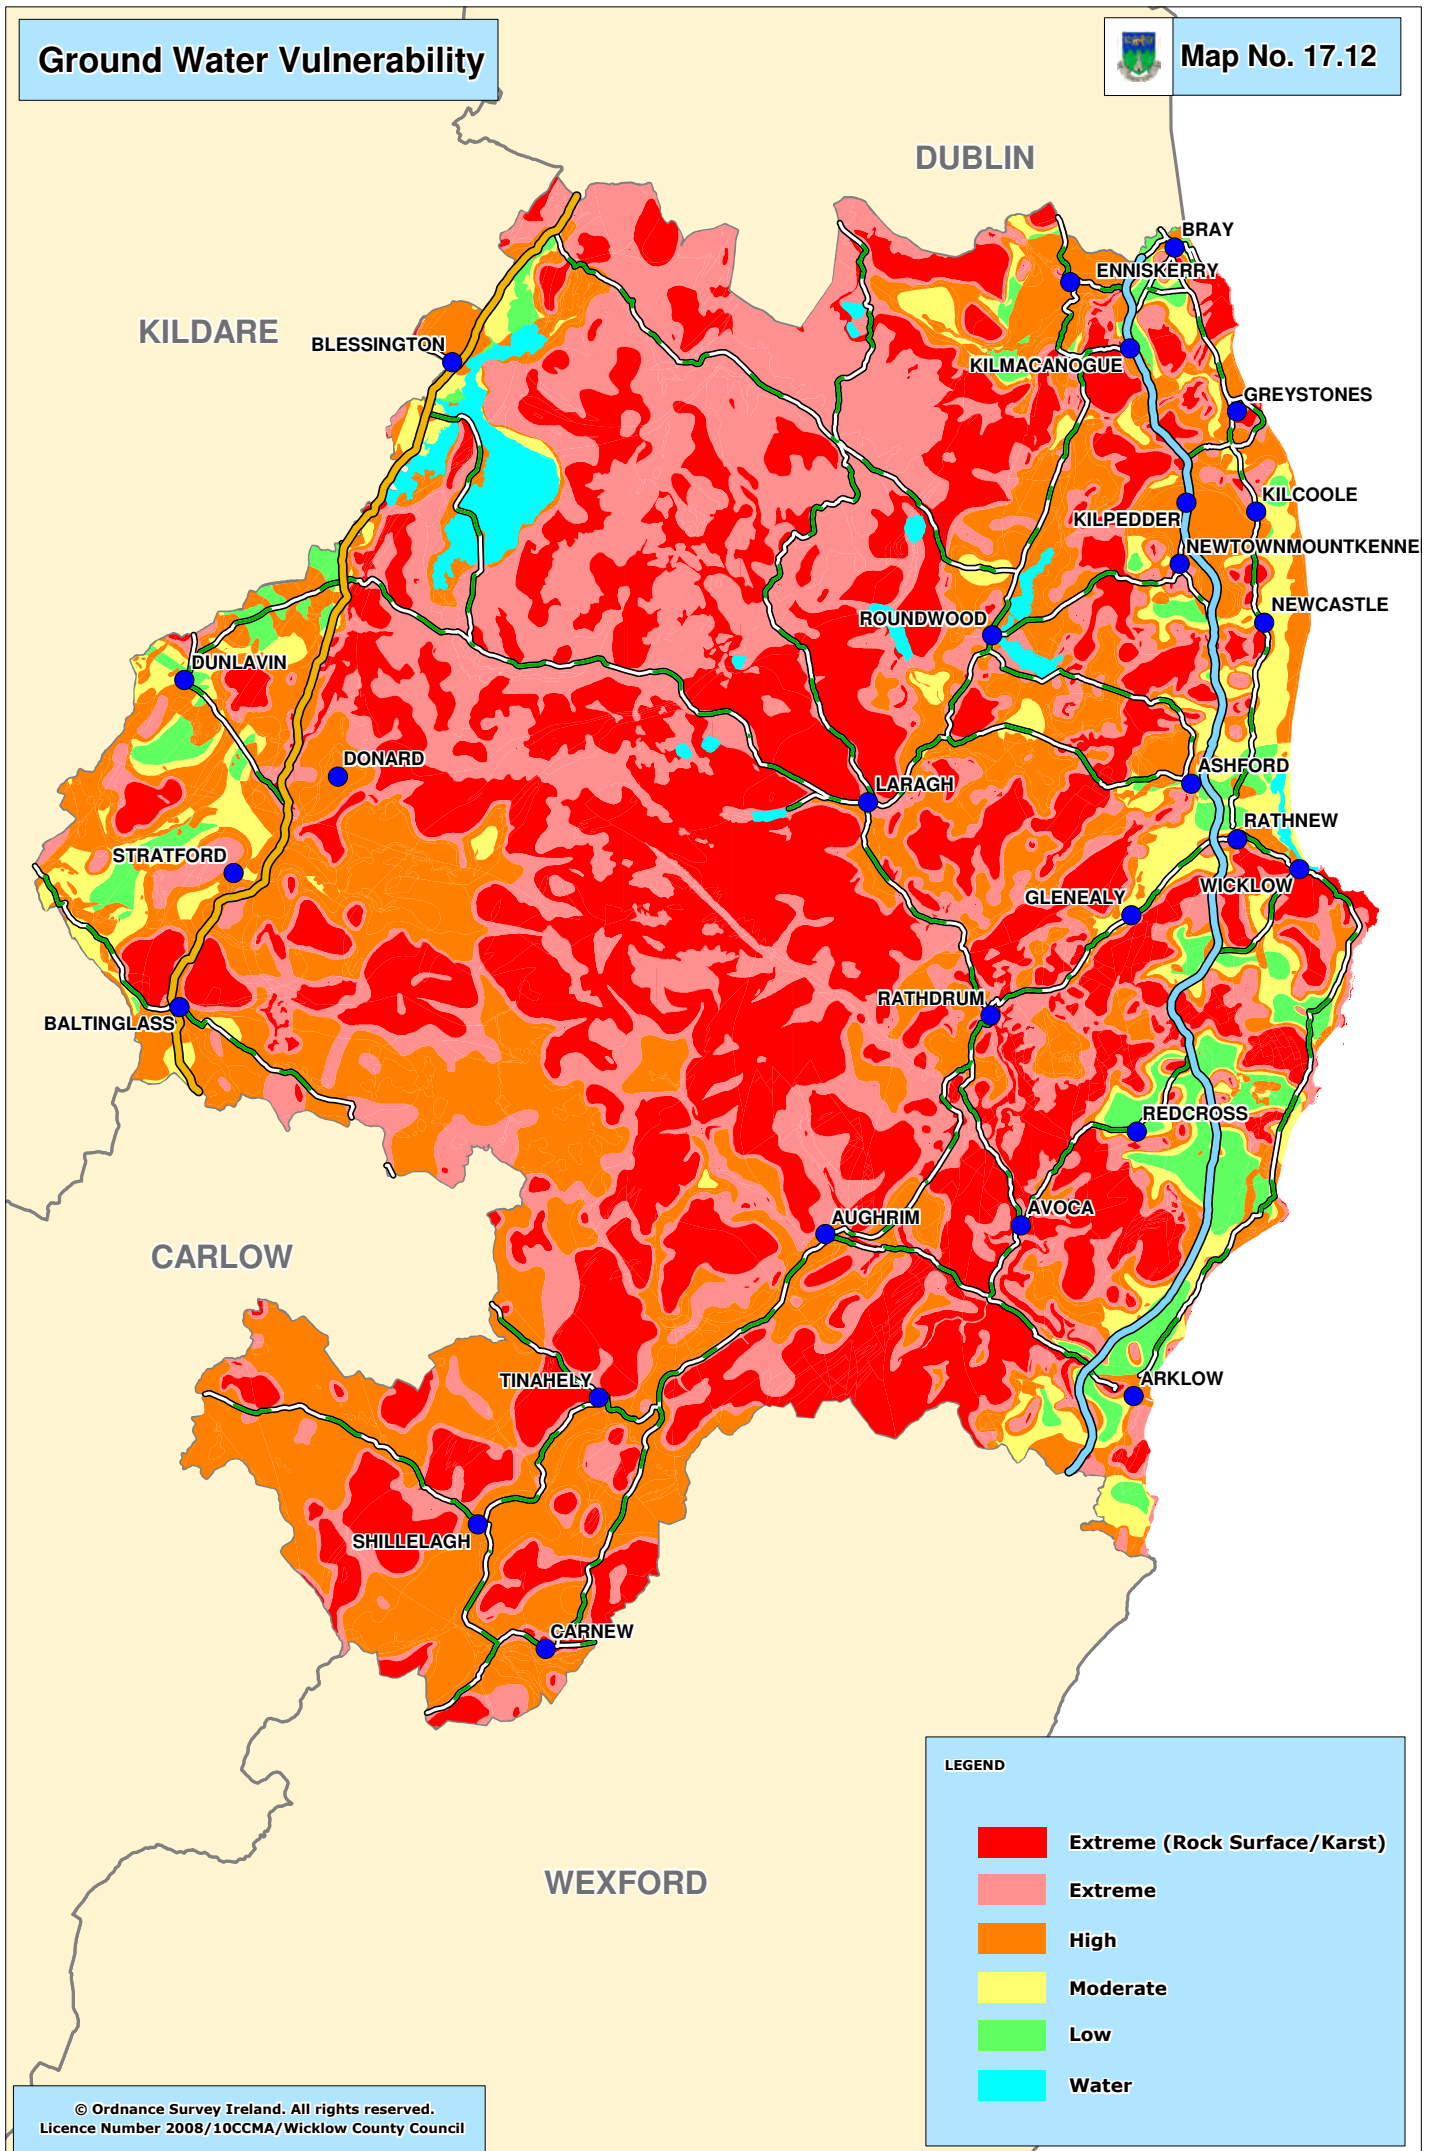 Ground Water Vulnerability
Map No. 17.12
DUBLIN
BRAY
ENNISKERRY
KILDARE
BLESSINGTON
KILMACANOGUE
GREYSTONES
KILCOOLE
KILPEDDER
NEWTOWNMOUNTKENNE
NEWCASTLE
ROUNDWOOD
DUNLAVIN
DONARD
ASHFORD
LARAGH
RATHNEW
STRATFORD
WICKLOW
GLENEALY
RATHDRUM
BALTINGLASS
REDCROSS
AVOCA
AUGHRIM
CARLOW
TINAHELY
ARKLOW
SHILLELAGH
CARNEW
WEXFORD
LEGEND
Extreme (Rock Surface/Karst)
Extreme
High
Moderate
Low
Water
© Ordnance Survey Ireland. All rights reserved.
Licence Number 2008/10CCMA/Wicklow County Council